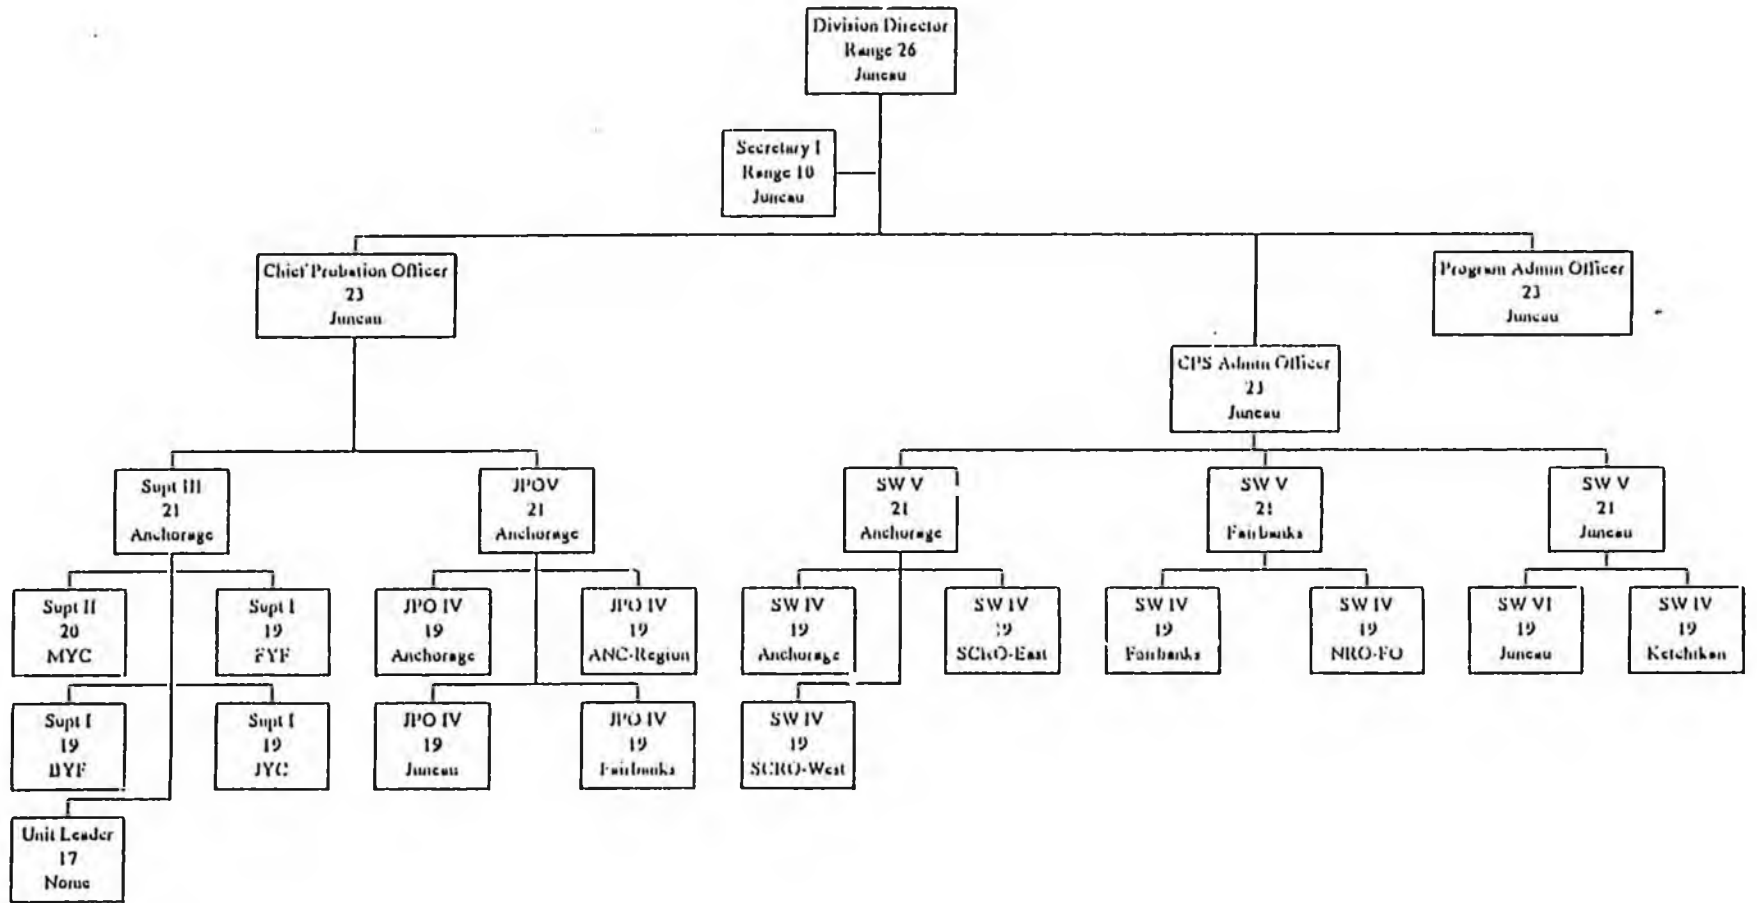 Division Director
Range 26
Juneau
Secretary I
Range 10
Juneau
Chief Probation Officer
23
Juneau
Program Admin Officer
23
Juneau
CPS Admin Officer
23
Juneau
Supt III
21
Anchorage
JPOV
21
Anchorage
SW V
21
Anchorage
SW V
21
Fairbanks
SW V
21
Juneau
Supt II
20
MYC
Supt I
19
FYF
JPO IV
19
Anchorage
JPO IV
19
ANC-Region
SW IV
19
Anchorage
SW IV
19
SCRO-East
SW IV
19
Fairbanks
SW IV
19
NRO-FO
SW VI
19
Juneau
SW IV
19
Ketchikan
Supt I
19
BYF
Supt I
19
JYC
JPO IV
19
Juneau
JPO IV
19
Fairbanks
SW IV
19
SCRO-West
Unit Leader
17
Nome